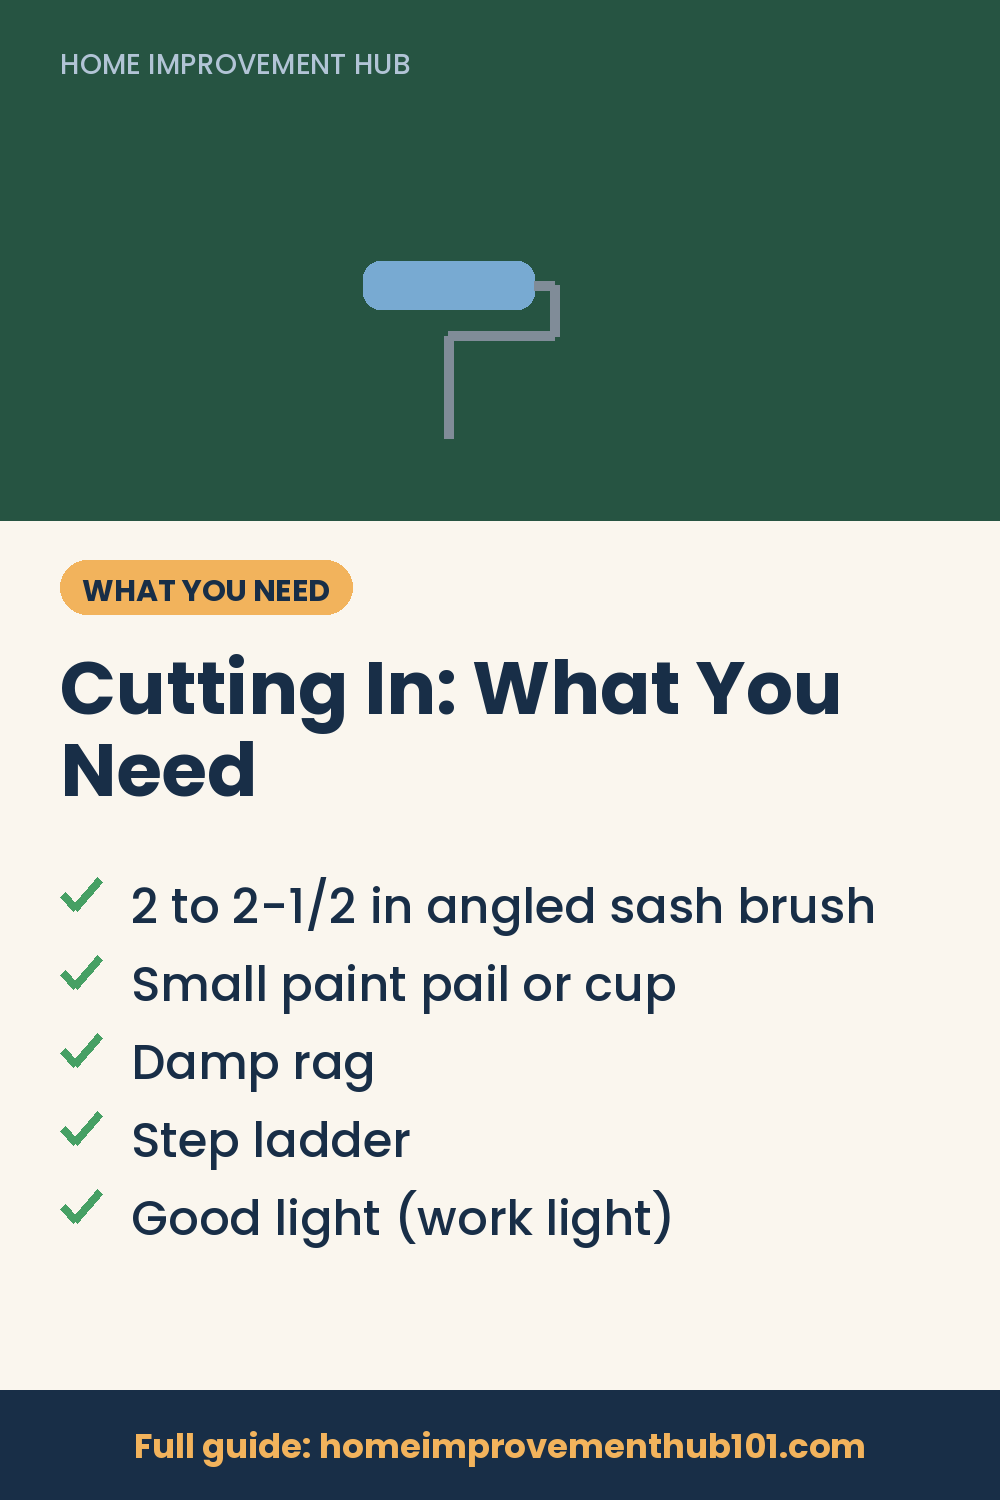 HOME IMPROVEMENT HUB
WHAT YOU NEED
Cutting In: What You
Need
2 to 2-1/2 in angled sash brush
Small paint pail or cup
Damp rag
Step ladder
Good light (work light)
Full guide: homeimprovementhub101.com